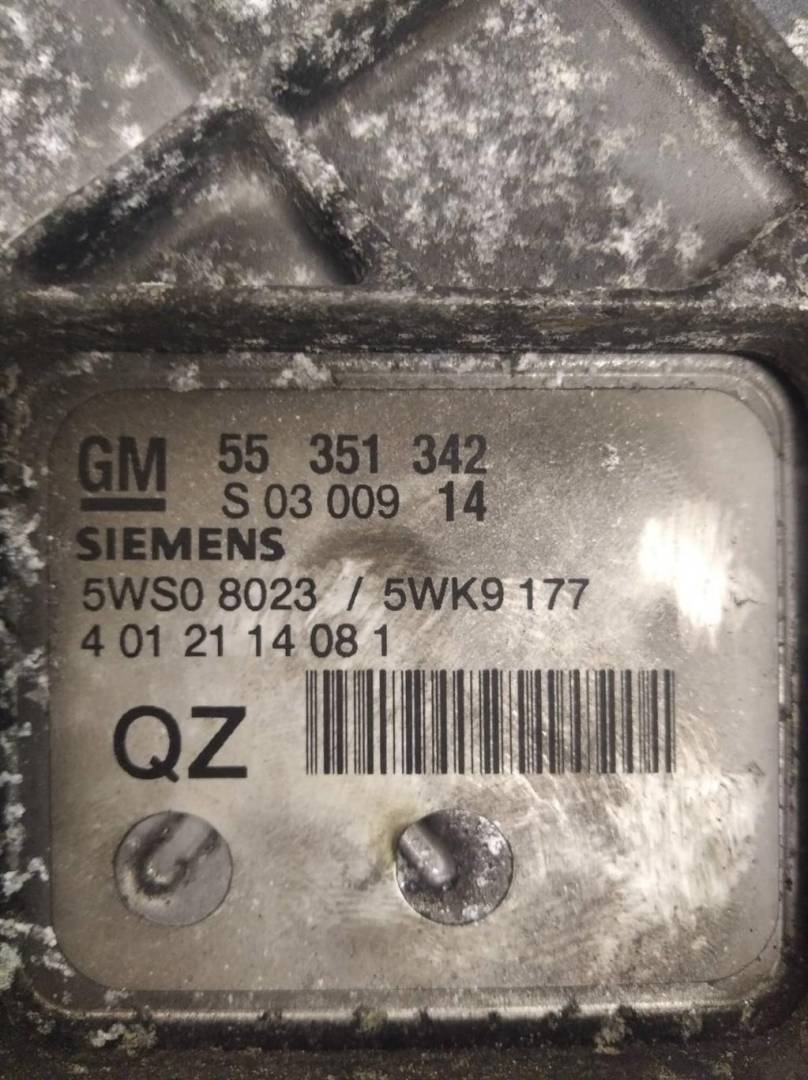 GM 55 351 342
S 03 009 14
SIEMENS
5WS0 8023 / 5WK9 177
4 01 21 14 08 1
QZ